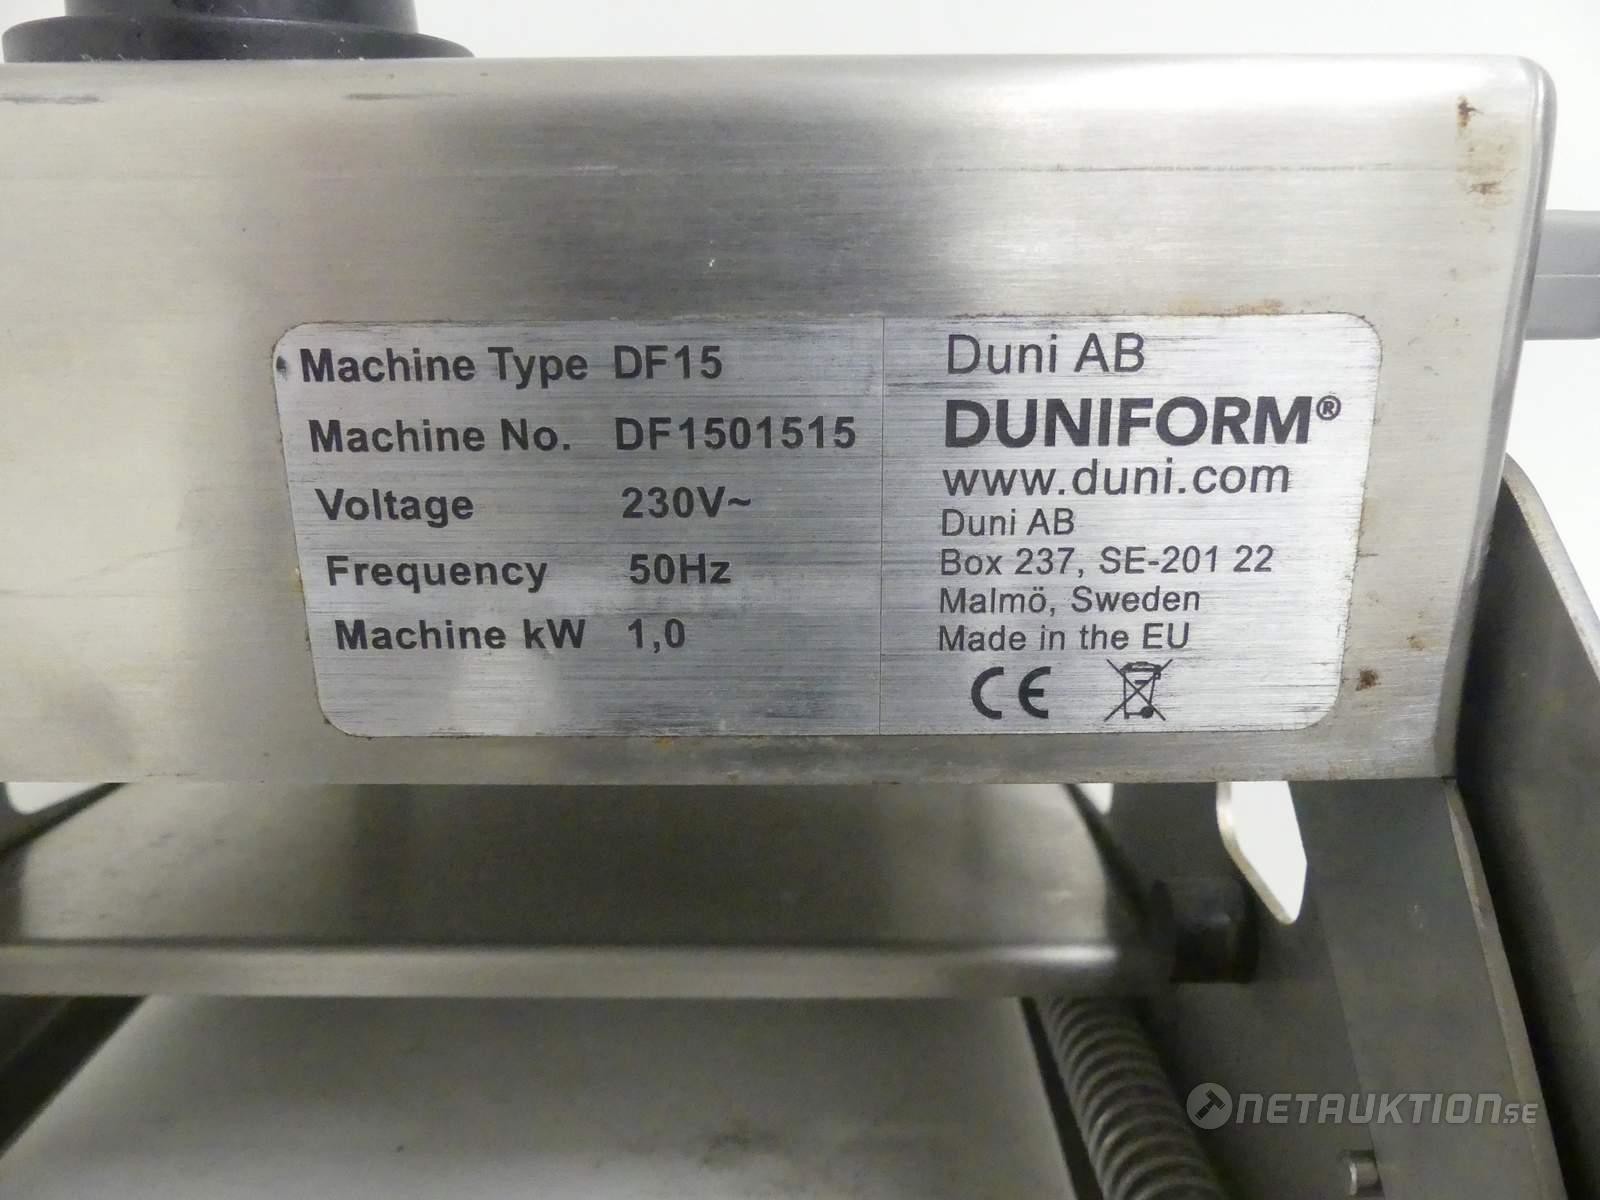 Machine Type DF15
Machine No. DF1501515
Voltage 230V~
Frequency 50Hz
Machine kW 1,0
Duni AB
DUNIFORM®
www.duni.com
Duni AB
Box 237, SE-201 22
Malmö, Sweden
Made in the EU
CE
NETAUKTION.SE